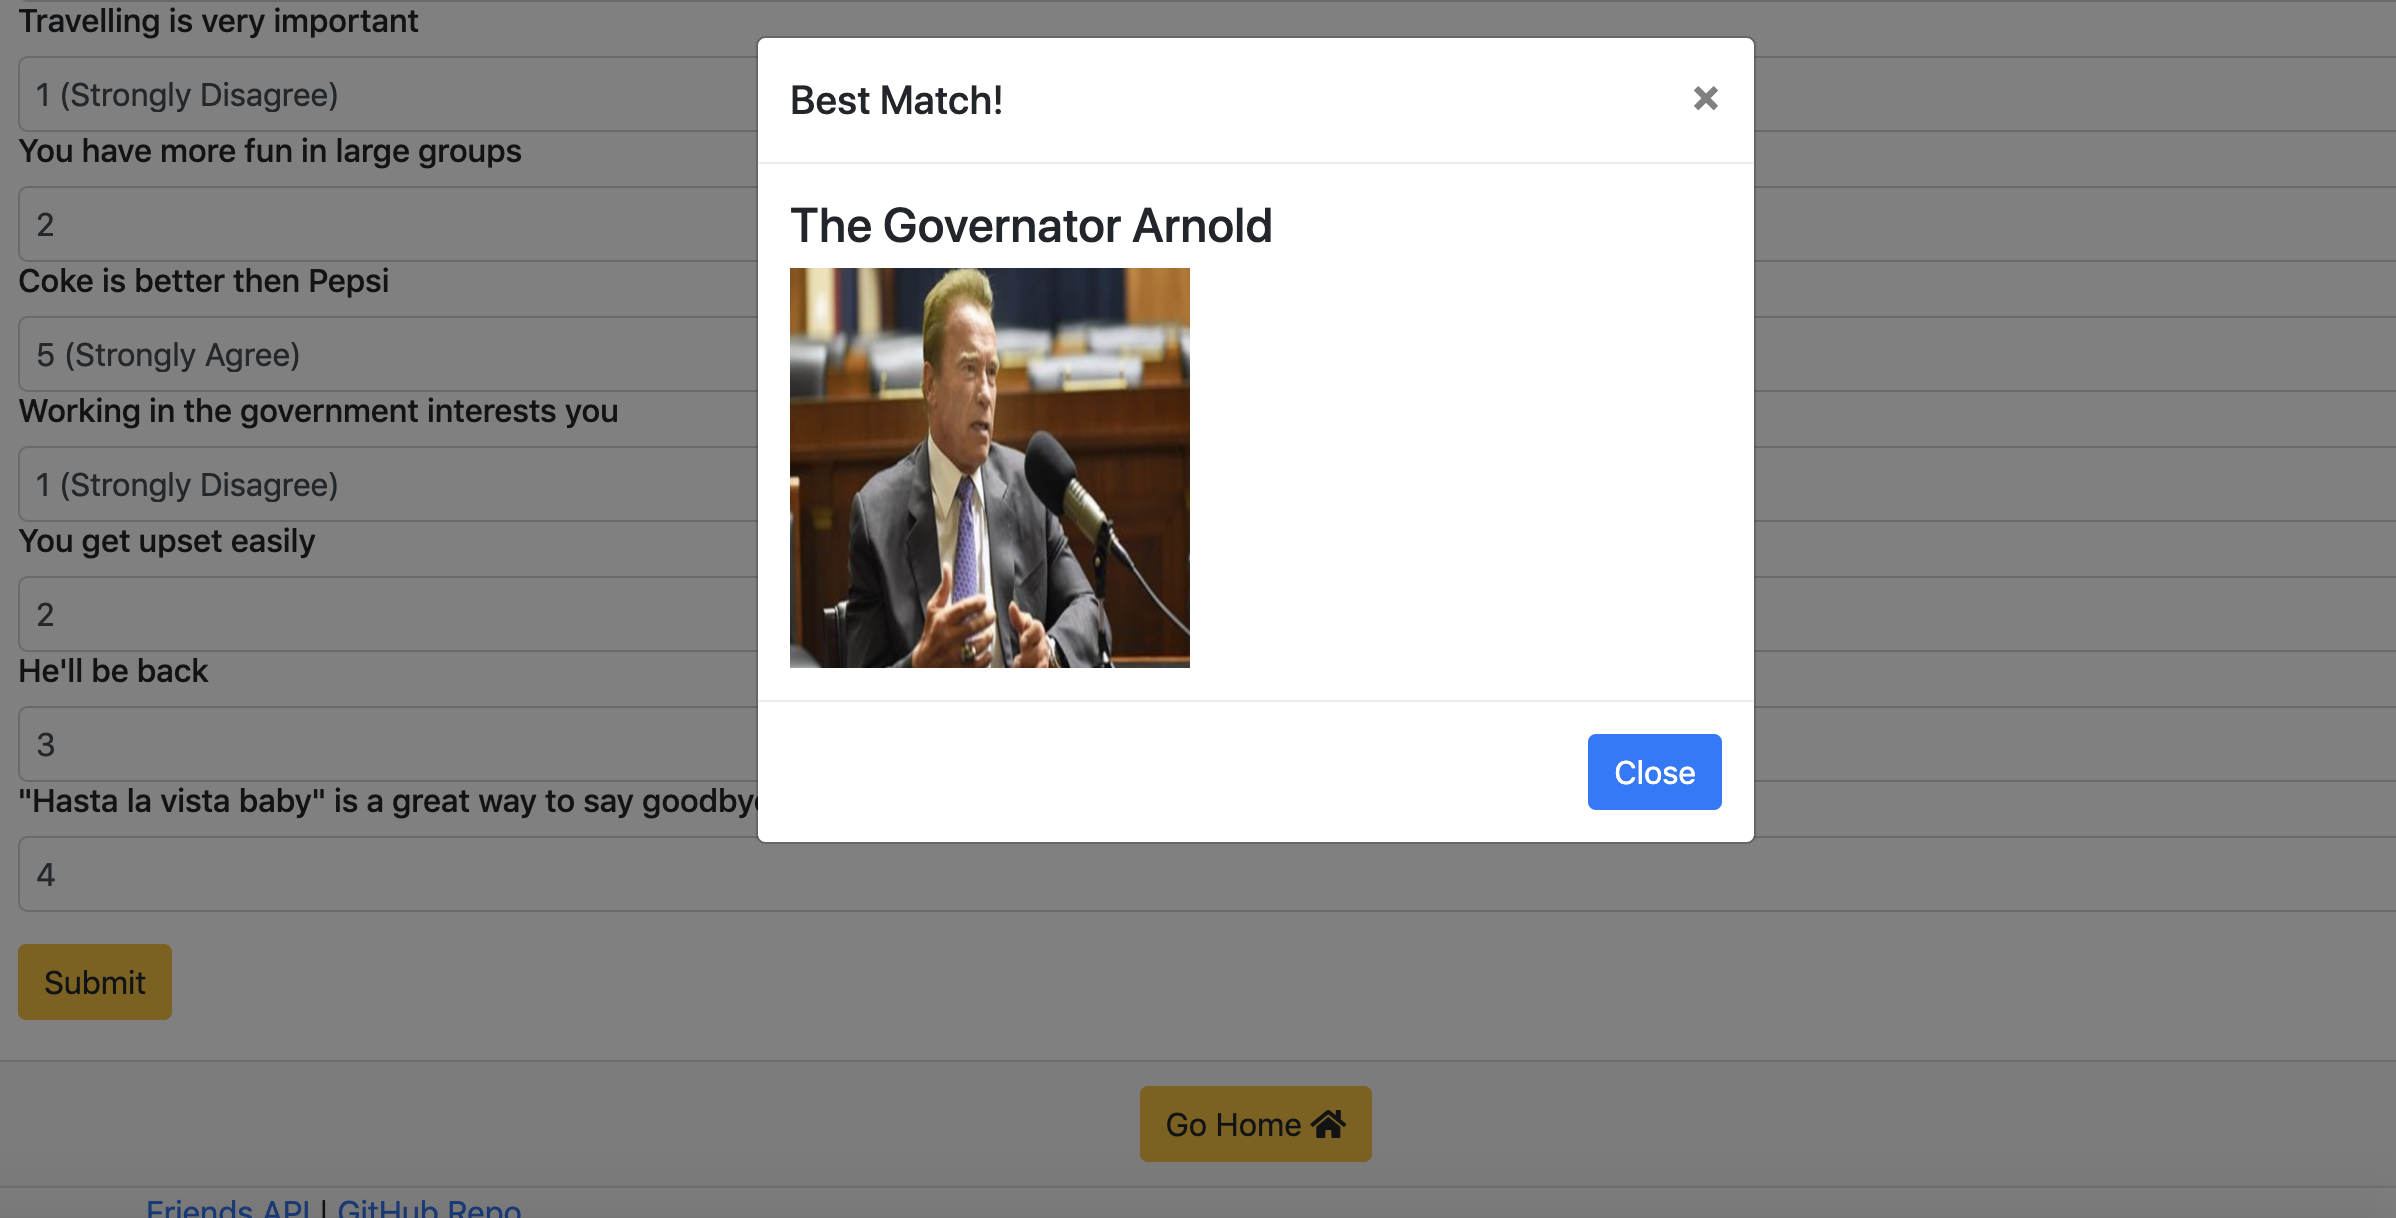 Travelling is very important
1 (Strongly Disagree)
You have more fun in large groups
2
Coke is better then Pepsi
5 (Strongly Agree)
Working in the government interests you
1 (Strongly Disagree)
You get upset easily
2
He'll be back
3
"Hasta la vista baby" is a great way to say goodbye
4
Submit
Best Match!
×
The Governator Arnold
Close
Go Home
Friends API | GitHub Repo